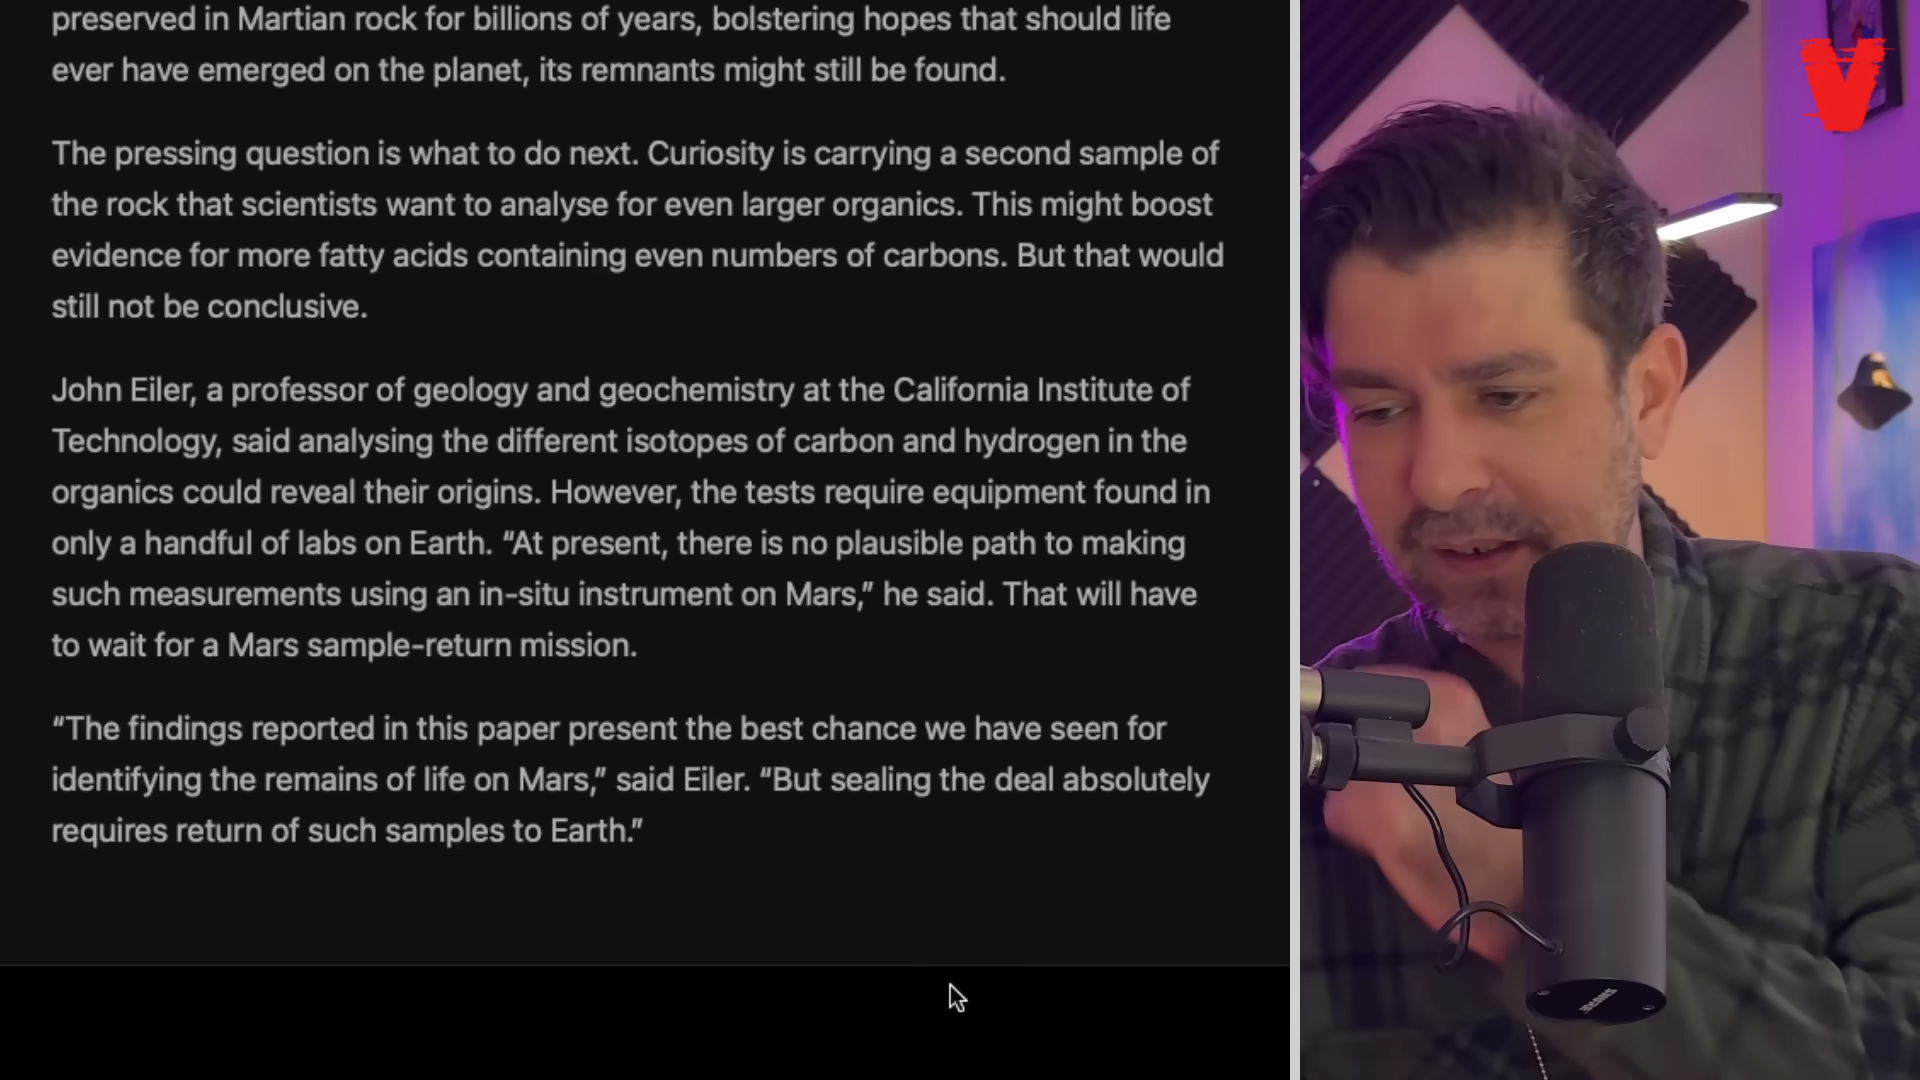 preserved in Martian rock for billions of years, bolstering hopes that should life
ever have emerged on the planet, its remnants might still be found.
The pressing question is what to do next. Curiosity is carrying a second sample of
the rock that scientists want to analyse for even larger organics. This might boost
evidence for more fatty acids containing even numbers of carbons. But that would
still not be conclusive.
John Eiler, a professor of geology and geochemistry at the California Institute of
Technology, said analysing the different isotopes of carbon and hydrogen in the
organics could reveal their origins. However, the tests require equipment found in
only a handful of labs on Earth. “At present, there is no plausible path to making
such measurements using an in-situ instrument on Mars,” he said. That will have
to wait for a Mars sample-return mission.
“The findings reported in this paper present the best chance we have seen for
identifying the remains of life on Mars,” said Eiler. “But sealing the deal absolutely
requires return of such samples to Earth.”
V